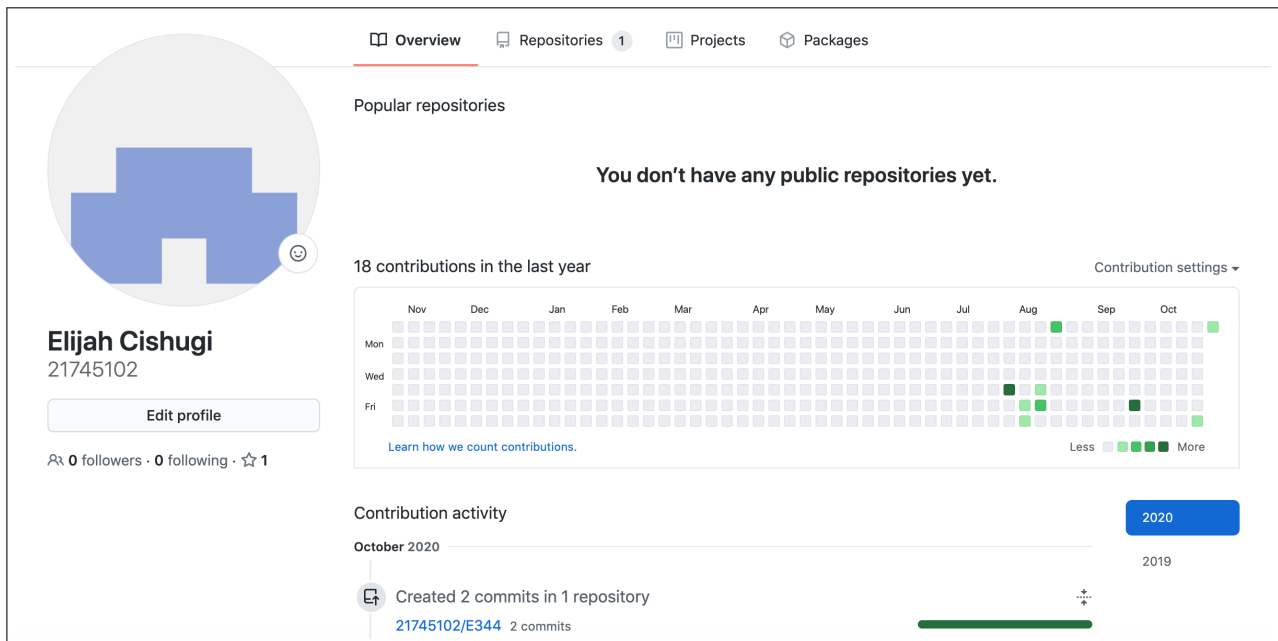 Overview Repositories 1 Projects Packages
Popular repositories
You don’t have any public repositories yet.
18 contributions in the last year
Contribution settings
Nov Dec Jan Feb Mar Apr May Jun Jul Aug Sep Oct
Mon
Wed
Fri
Learn how we count contributions.
Less More
Elijah Cishugi
21745102
Edit profile
0 followers · 0 following · 1
Contribution activity
2020
2019
October 2020
Created 2 commits in 1 repository
21745102/E344 2 commits